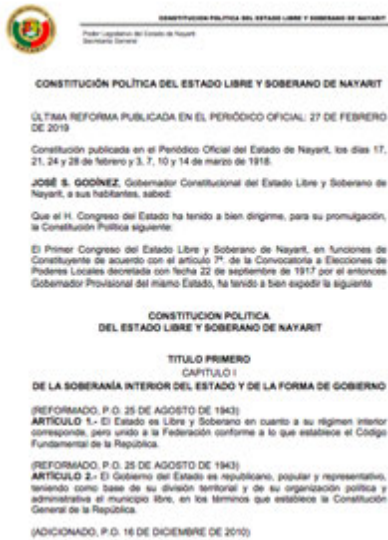 CONSTITUCIÓN POLÍTICA DEL ESTADO LIBRE Y SOBERANO DE NAYARIT
Poder Legislativo del Estado de Nayarit
Secretaría General
CONSTITUCIÓN POLÍTICA DEL ESTADO LIBRE Y SOBERANO DE NAYARIT
ÚLTIMA REFORMA PUBLICADA EN EL PERIÓDICO OFICIAL: 27 DE FEBRERO
DE 2019
Constitución publicada en el Periódico Oficial del Estado de Nayarit, los días 17,
21, 24 y 28 de febrero y 3, 7, 10 y 14 de marzo de 1918.
JOSÉ S. GODÍNEZ, Gobernador Constitucional del Estado Libre y Soberano de
Nayarit, a sus habitantes, sabed:
Que el H. Congreso del Estado ha tenido a bien dirigirme, para su promulgación,
la Constitución Política siguiente:
El Primer Congreso del Estado Libre y Soberano de Nayarit, en funciones de
Constituyente de acuerdo con el artículo 7º. de la Convocatoria a Elecciones de
Poderes Locales decretada con fecha 22 de septiembre de 1917 por el entonces
Gobernador Provisional del mismo Estado, ha tenido a bien expedir la siguiente
CONSTITUCION POLITICA
DEL ESTADO LIBRE Y SOBERANO DE NAYARIT
TITULO PRIMERO
CAPITULO I
DE LA SOBERANÍA INTERIOR DEL ESTADO Y DE LA FORMA DE GOBIERNO
(REFORMADO, P.O. 25 DE AGOSTO DE 1943)
ARTÍCULO 1.- El Estado es Libre y Soberano en cuanto a su régimen interior
corresponde, pero unido a la Federación conforme a lo que establece el Código
Fundamental de la República.
(REFORMADO, P.O. 25 DE AGOSTO DE 1943)
ARTÍCULO 2.- El Gobierno del Estado es republicano, popular y representativo,
teniendo como base de su división territorial y de su organización política y
administrativa el municipio libre, en los términos que establece la Constitución
General de la República.
(ADICIONADO, P.O. 16 DE DICIEMBRE DE 2010)